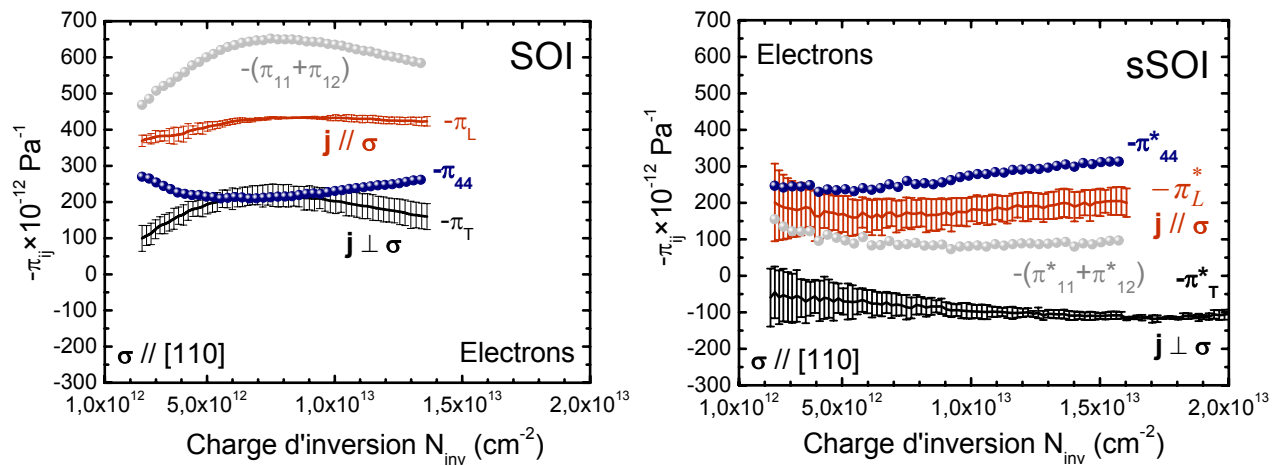 SOI
Electrons
σ // [110]
-(π11+π12)
-πL
j // σ
-π44
-πT
j ⊥ σ
-πij×10-12 Pa-1
700
600
500
400
300
200
100
0
-100
-200
-300
1,0x1012 5,0x1012 1,0x1013 1,5x1013 2,0x1013
Charge d'inversion Ninv (cm-2)
Electrons
sSOI
-π*44
-π*L
j // σ
-(π*11+π*12)
-π*T
j ⊥ σ
σ // [110]
-πij×10-12 Pa-1
700
600
500
400
300
200
100
0
-100
-200
-300
1,0x1012 5,0x1012 1,0x1013 1,5x1013 2,0x1013
Charge d'inversion Ninv (cm-2)